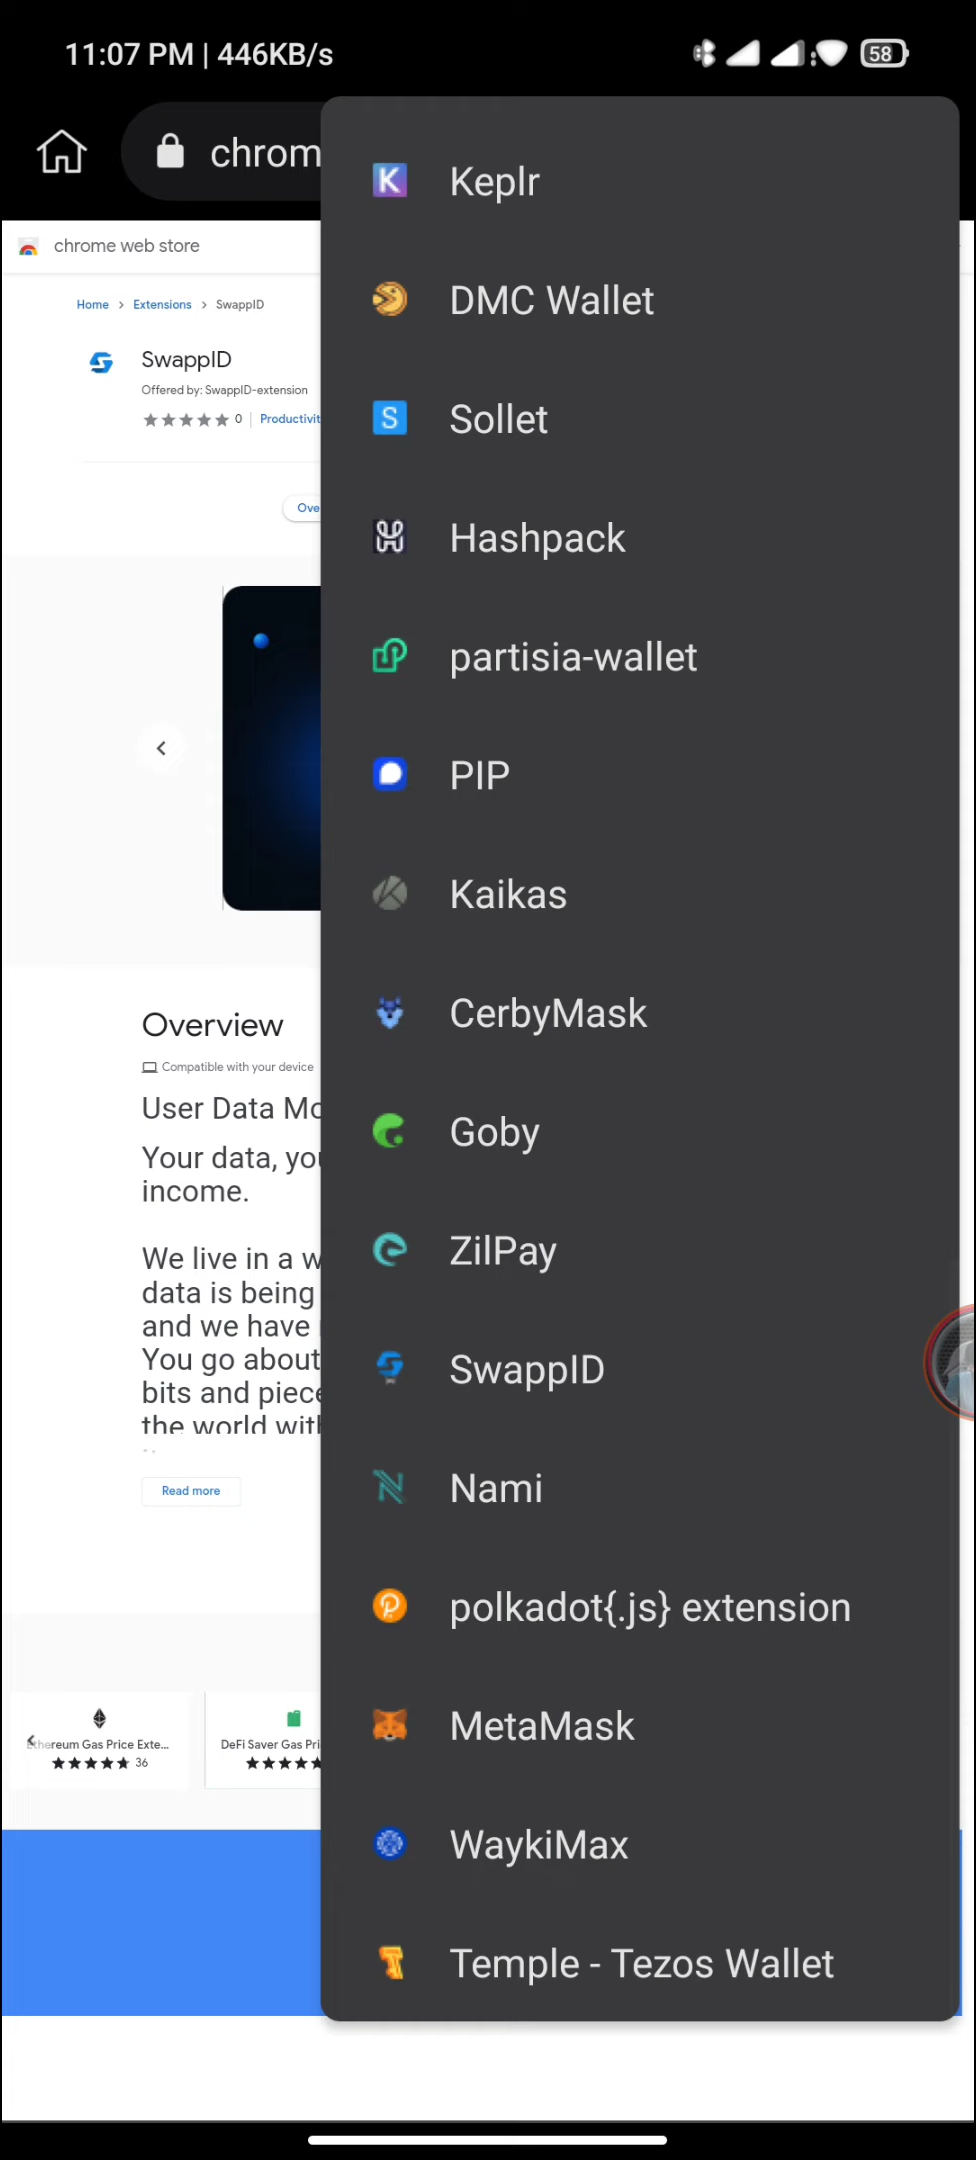 11:07 PM | 446KB/s
58
chrom
chrome web store
Home > Extensions > SwappID
SwappID
Offered by: SwappID-extension
0 | Productivit
Ove
Overview
Compatible with your device
User Data Mo
Your data, you
income.
We live in a w
data is being
and we have
You go about
bits and piece
the world with
Read more
Ethereum Gas Price Exte...
36
DeFi Saver Gas Pri
Keplr
DMC Wallet
Sollet
Hashpack
partisia-wallet
PIP
Kaikas
CerbyMask
Goby
ZilPay
SwappID
Nami
polkadot{.js} extension
MetaMask
WaykiMax
Temple - Tezos Wallet